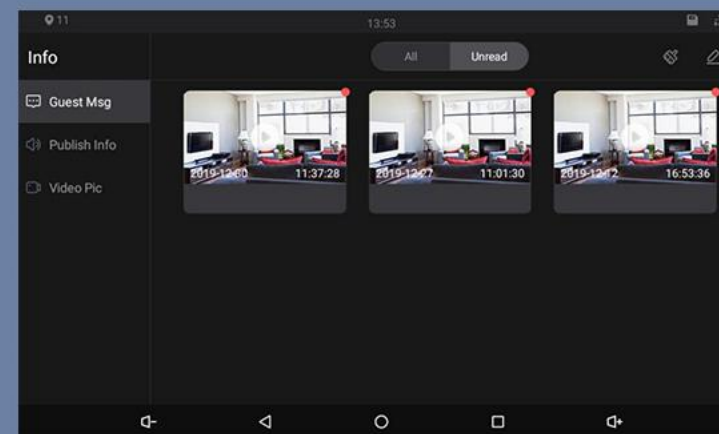 11
13:53
Info
All
Unread
Guest Msg
Publish Info
Video Pic
2019-12-30 11:37:28
2019-12-27 11:01:30
2019-12-12 16:53:36